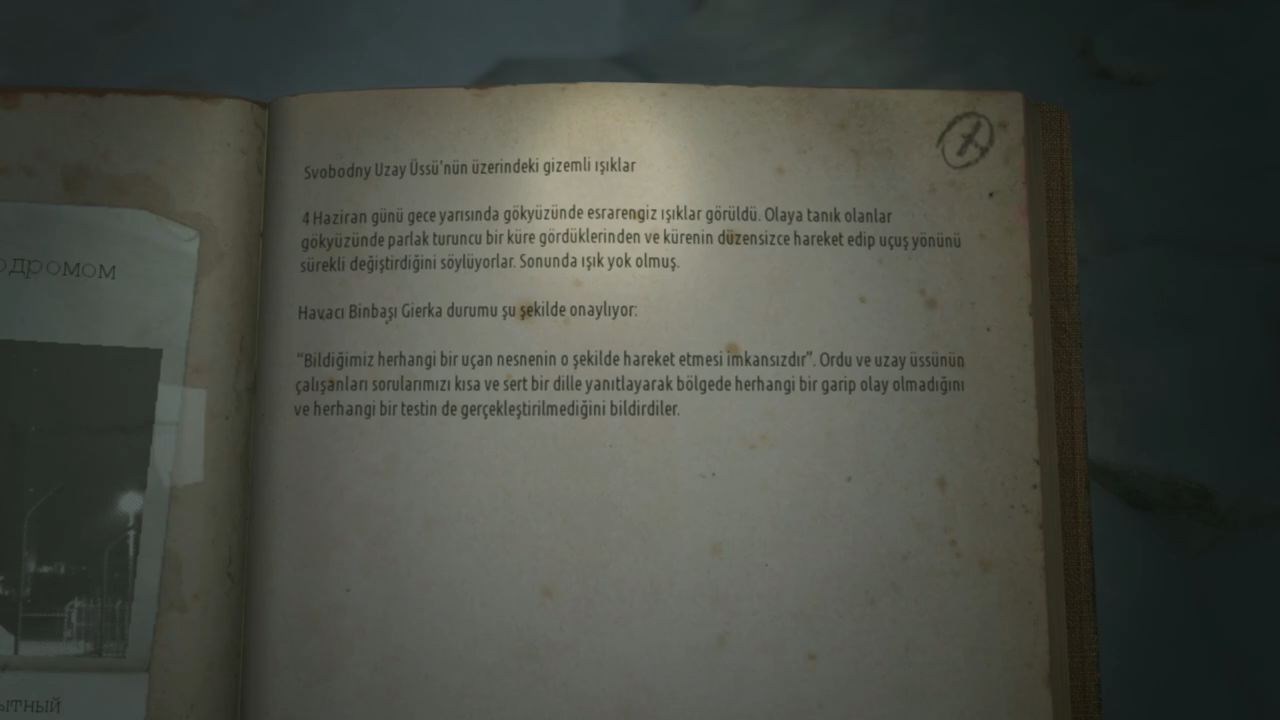 одромом
ытный
Svobodny Uzay Üssü'nün üzerindeki gizemli ışıklar
4 Haziran günü gece yarısında gökyüzünde esrarengiz ışıklar görüldü. Olaya tanık olanlar
gökyüzünde parlak turuncu bir küre gördüklerinden ve kürenin düzensizce hareket edip uçuş yönünü
sürekli değiştirdiğini söylüyorlar. Sonunda ışık yok olmuş.
Havacı Binbaşı Gierka durumu şu şekilde onaylıyor:
“Bildiğimiz herhangi bir uçan nesnenin o şekilde hareket etmesi imkansızdır”. Ordu ve uzay üssünün
çalışanları sorularımızı kısa ve sert bir dille yanıtlayarak bölgede herhangi bir garip olay olmadığını
ve herhangi bir testin de gerçekleştirilmediğini bildirdiler.